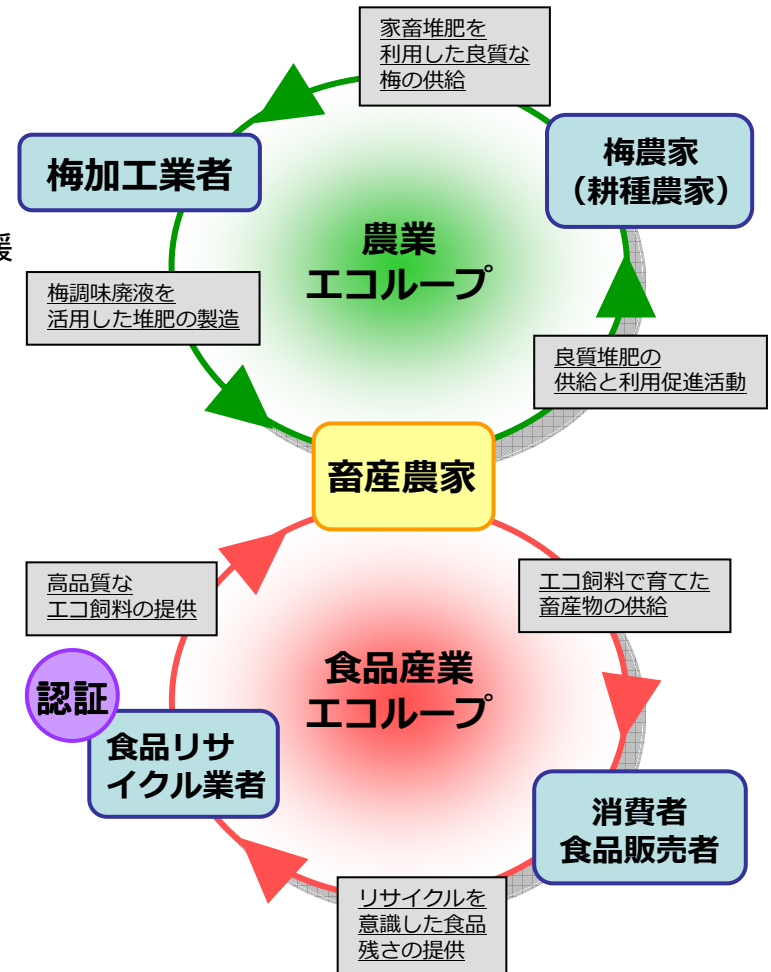 家畜堆肥を
利用した良質な
梅の供給
梅加工業者
梅農家
（耕種農家）
援
農業
エコループ
梅調味廃液を
活用した堆肥の製造
良質堆肥の
供給と利用促進活動
畜産農家
高品質な
エコ飼料の提供
エコ飼料で育てた
畜産物の供給
認証
食品産業
エコループ
食品リサ
イクル業者
消費者
食品販売者
リサイクルを
意識した食品
残さの提供